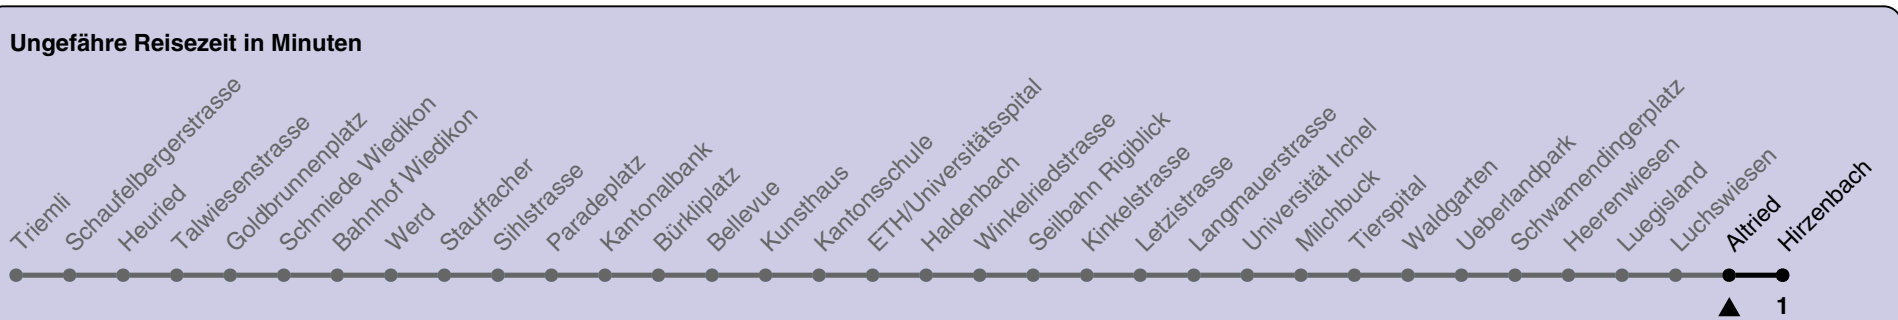 Ungefähre Reisezeit in Minuten
Triemli
Schaufelbergerstrasse
Heuried
Talwiesenstrasse
Goldbrunnenplatz
Schmiede Wiedikon
Bahnhof Wiedikon
Werd
Stauffacher
Sihlstrasse
Paradeplatz
Kantonalbank
Bürkliplatz
Bellevue
Kunsthaus
Kantonsschule
ETH/Universitätsspital
Haldenbach
Winkelriedstrasse
Seilbahn Rigiblick
Kinkelstrasse
Letzistrasse
Langmauerstrasse
Universität Irchel
Milchbuck
Tierspital
Waldgarten
Ueberlandpark
Schwamendingerplatz
Heerenwiesen
Luegisland
Luchswiesen
Altried
Hirzenbach
1